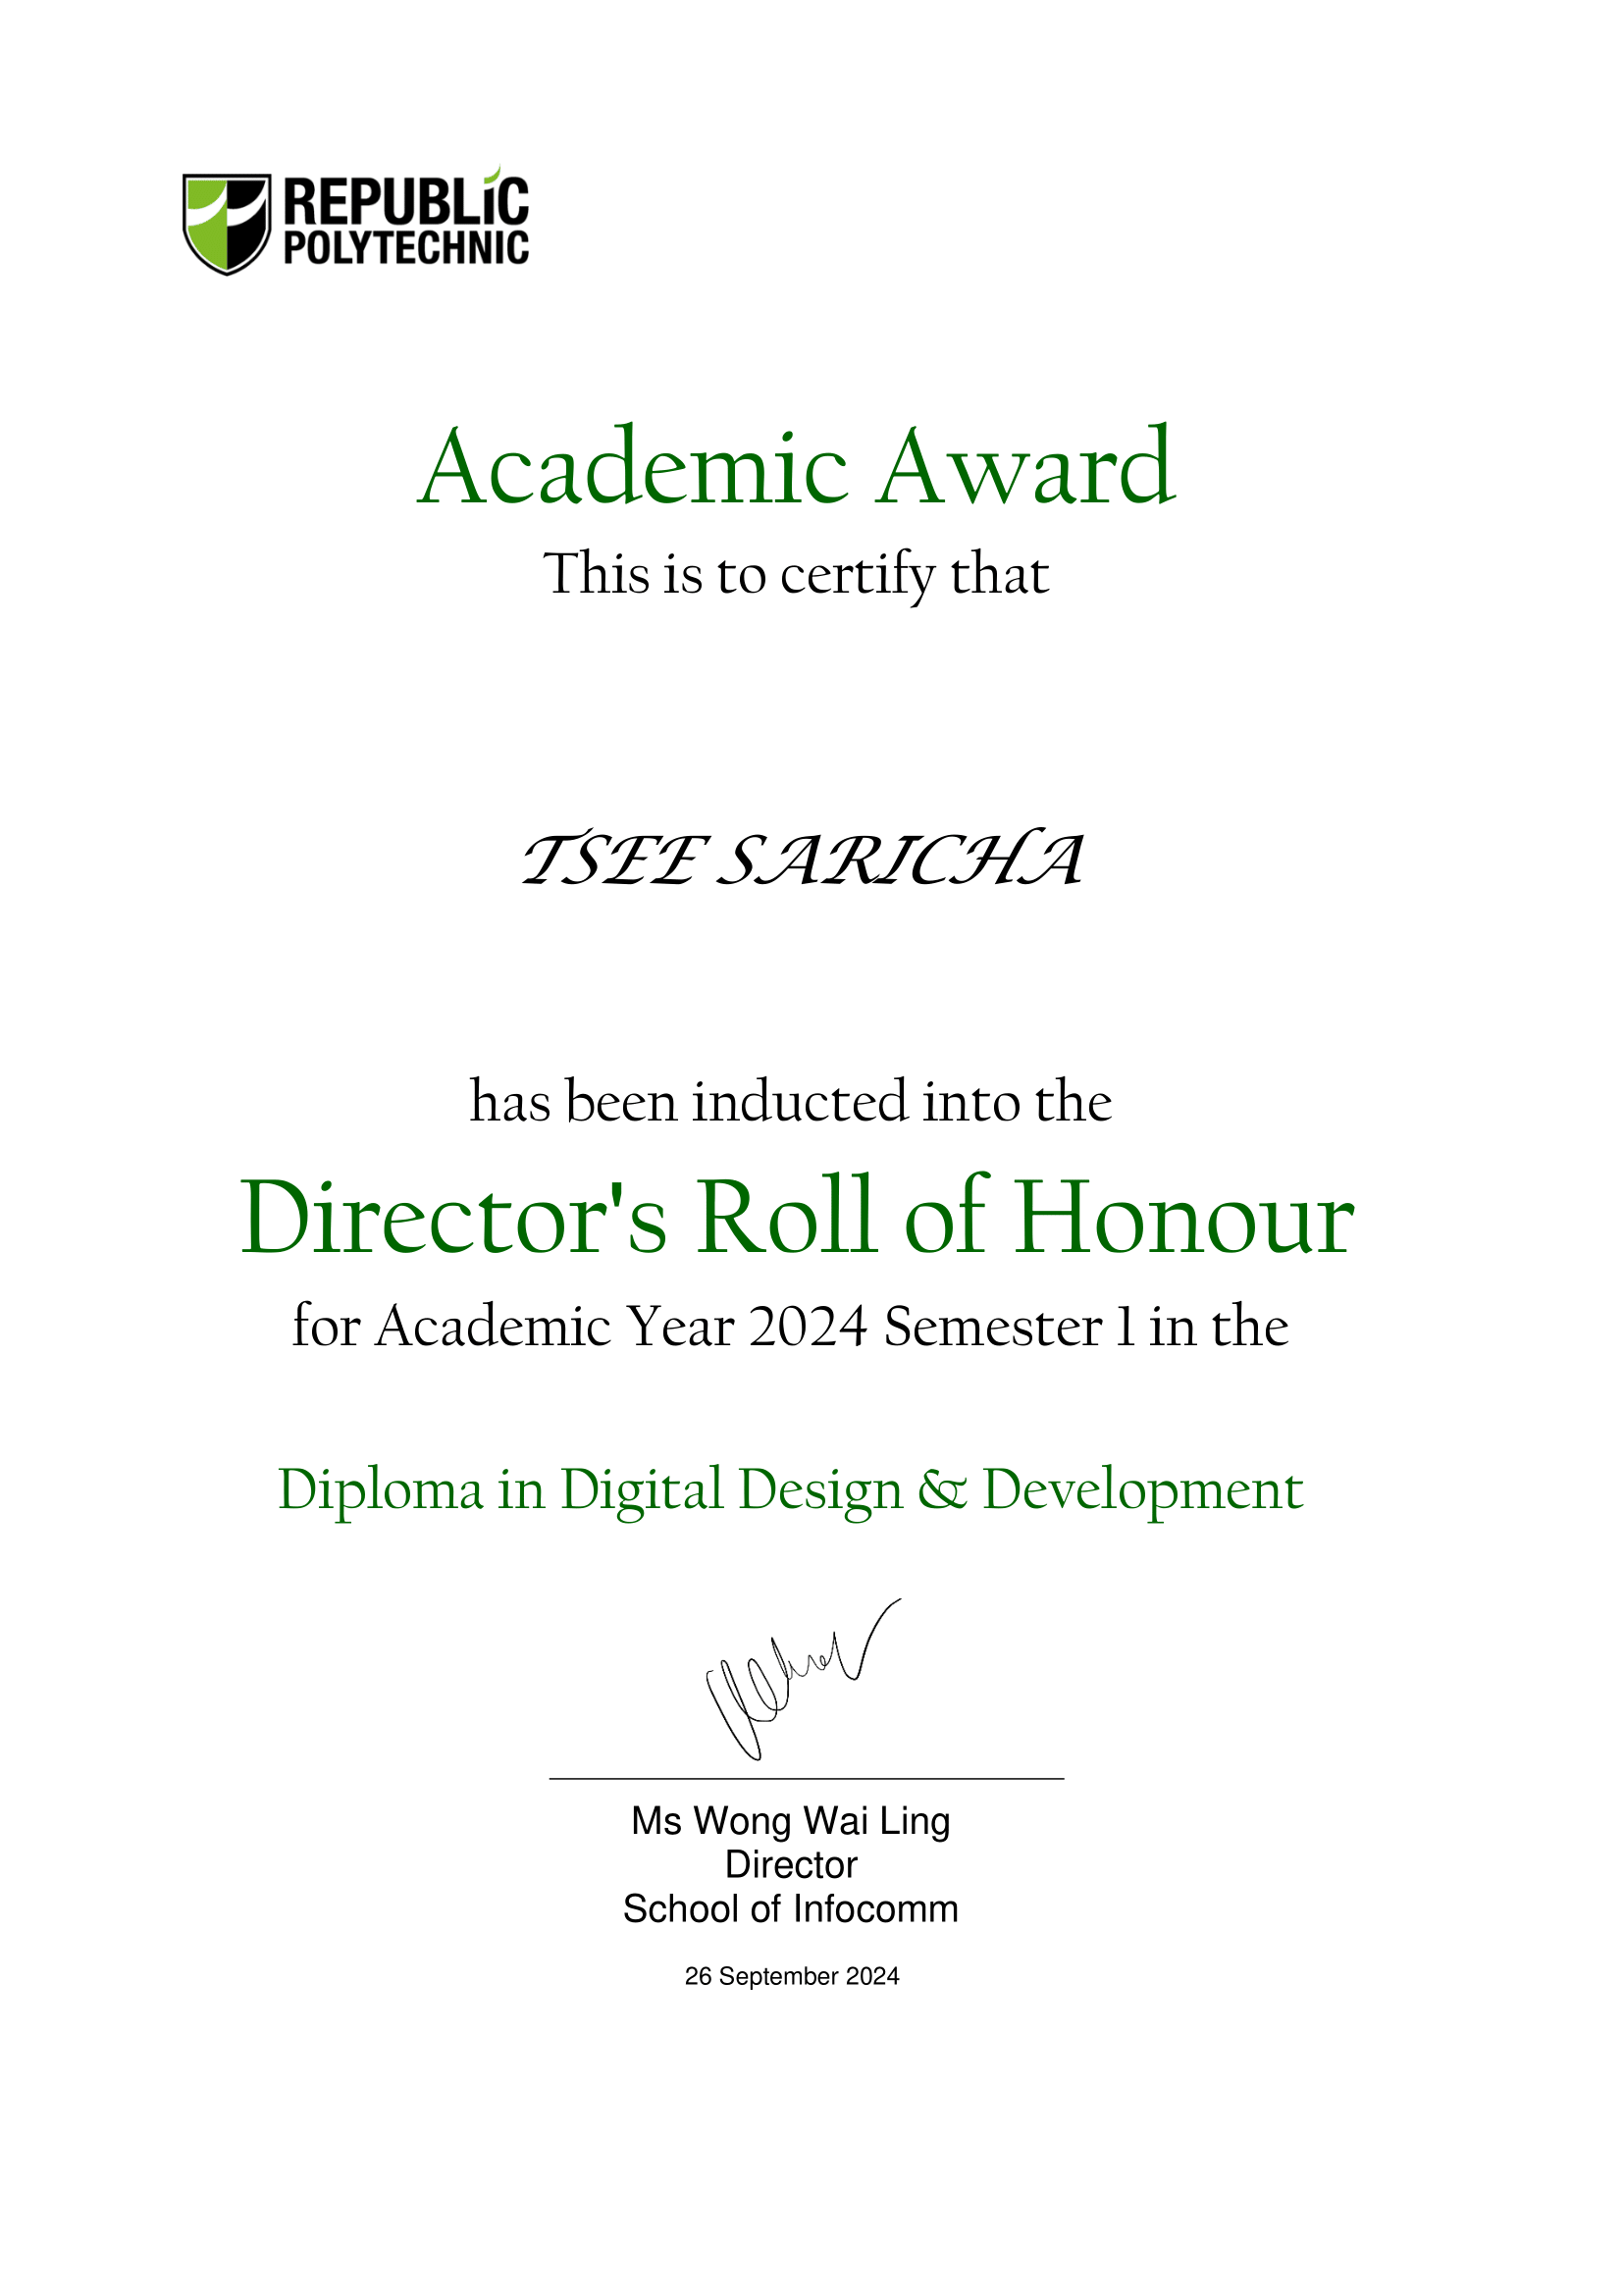 REPUBLIC
POLYTECHNIC
Academic Award
This is to certify that
TSEE SARICHA
has been inducted into the
Director's Roll of Honour
for Academic Year 2024 Semester 1 in the
Diploma in Digital Design & Development
Ms Wong Wai Ling
Director
School of Infocomm
26 September 2024